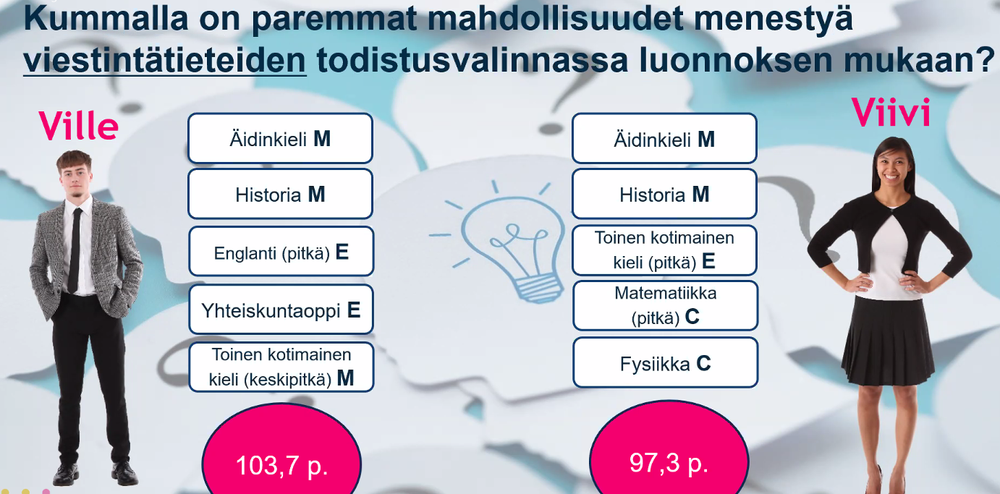 Kummalla on paremmat mahdollisuudet menestyä
viestintätieteiden todistusvalinnassa luonnoksen mukaan?
Ville
Äidinkieli M
Historia M
Englanti (pitkä) E
Yhteiskuntaoppi E
Toinen kotimainen
kieli (keskipitkä) M
103,7 p.
Viivi
Äidinkieli M
Historia M
Toinen kotimainen
kieli (pitkä) E
Matematiikka
(pitkä) C
Fysiikka C
97,3 p.